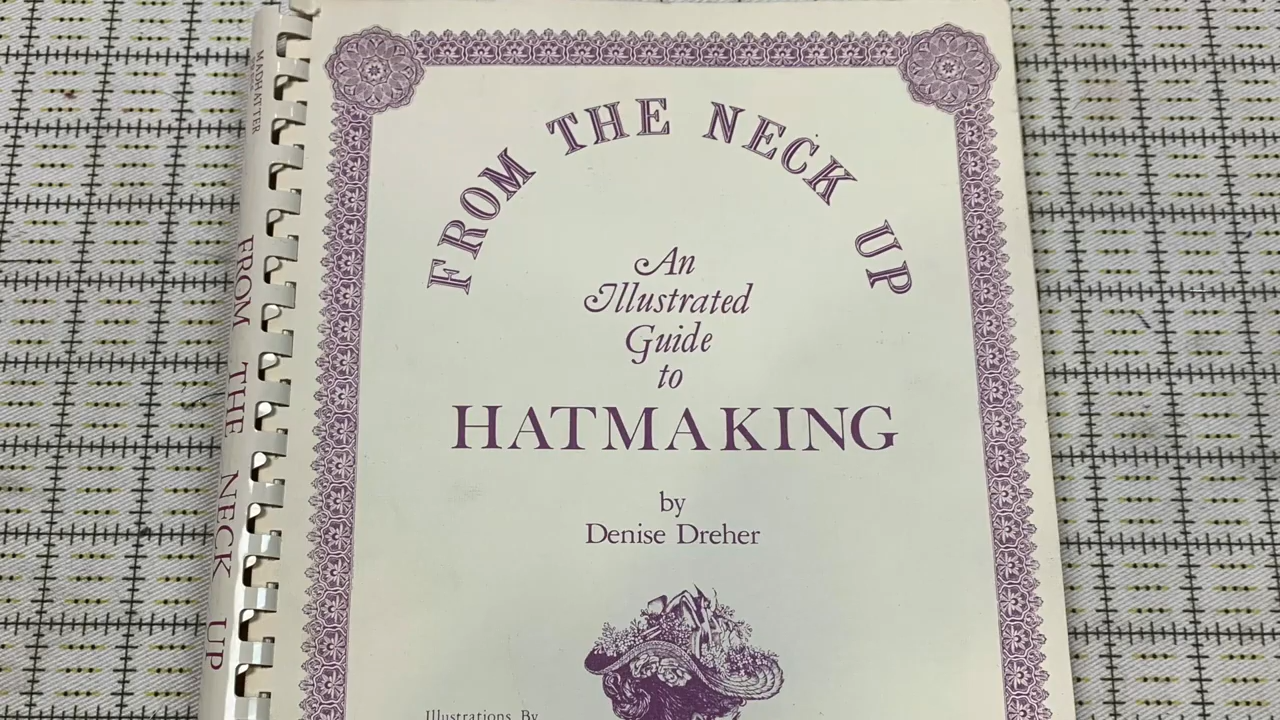 FROM THE NECK UP
An
Illustrated
Guide
to
HATMAKING
by
Denise Dreher
Illustrations By
MADHATTER
FROM THE NECK UP